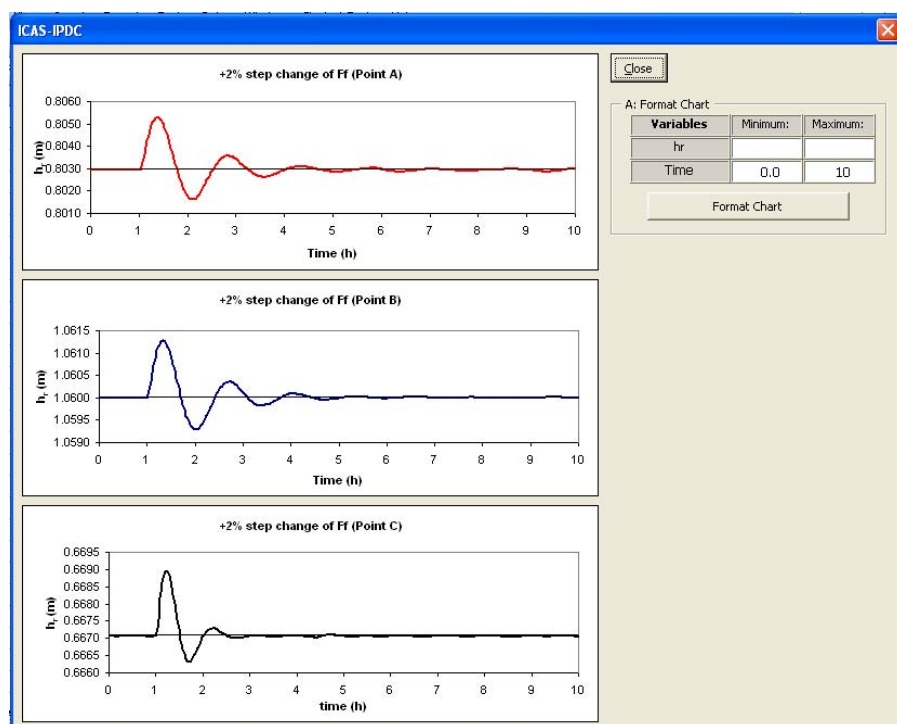 ICAS-IPDC
+2% step change of Ff (Point A)
0.8060
0.8050
0.8040
0.8030
0.8020
0.8010
hr (m)
0 1 2 3 4 5 6 7 8 9 10
Time (h)
+2% step change of Ff (Point B)
1.0615
1.0610
1.0605
1.0600
1.0595
1.0590
hr (m)
0 1 2 3 4 5 6 7 8 9 10
Time (h)
+2% step change of Ff (Point C)
0.6695
0.6690
0.6685
0.6680
0.6675
0.6670
0.6665
0.6660
hr (m)
0 1 2 3 4 5 6 7 8 9 10
time (h)
Close
A: Format Chart
Variables Minimum: Maximum:
hr
Time 0.0 10
Format Chart